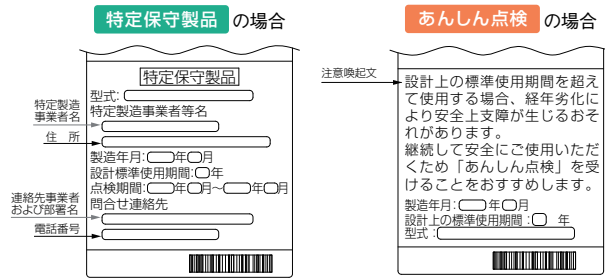 特定保守製品 の場合
特定保守製品
型式:
特定製造事業者等名
特定製造
事業者名
住 所
製造年月: 年 月
設計標準使用期間: 年
点検期間: 年 月〜 年 月
問合せ連絡先
連絡先事業者
および部署名
電話番号
あんしん点検 の場合
注意喚起文
設計上の標準使用期間を超え
て使用する場合、経年劣化に
より安全上支障が生じるおそ
れがあります。
継続して安全にご使用いただ
くため「あんしん点検」を受
けることをおすすめします。
製造年月: 年 月
設計上の標準使用期間: 年
型式: